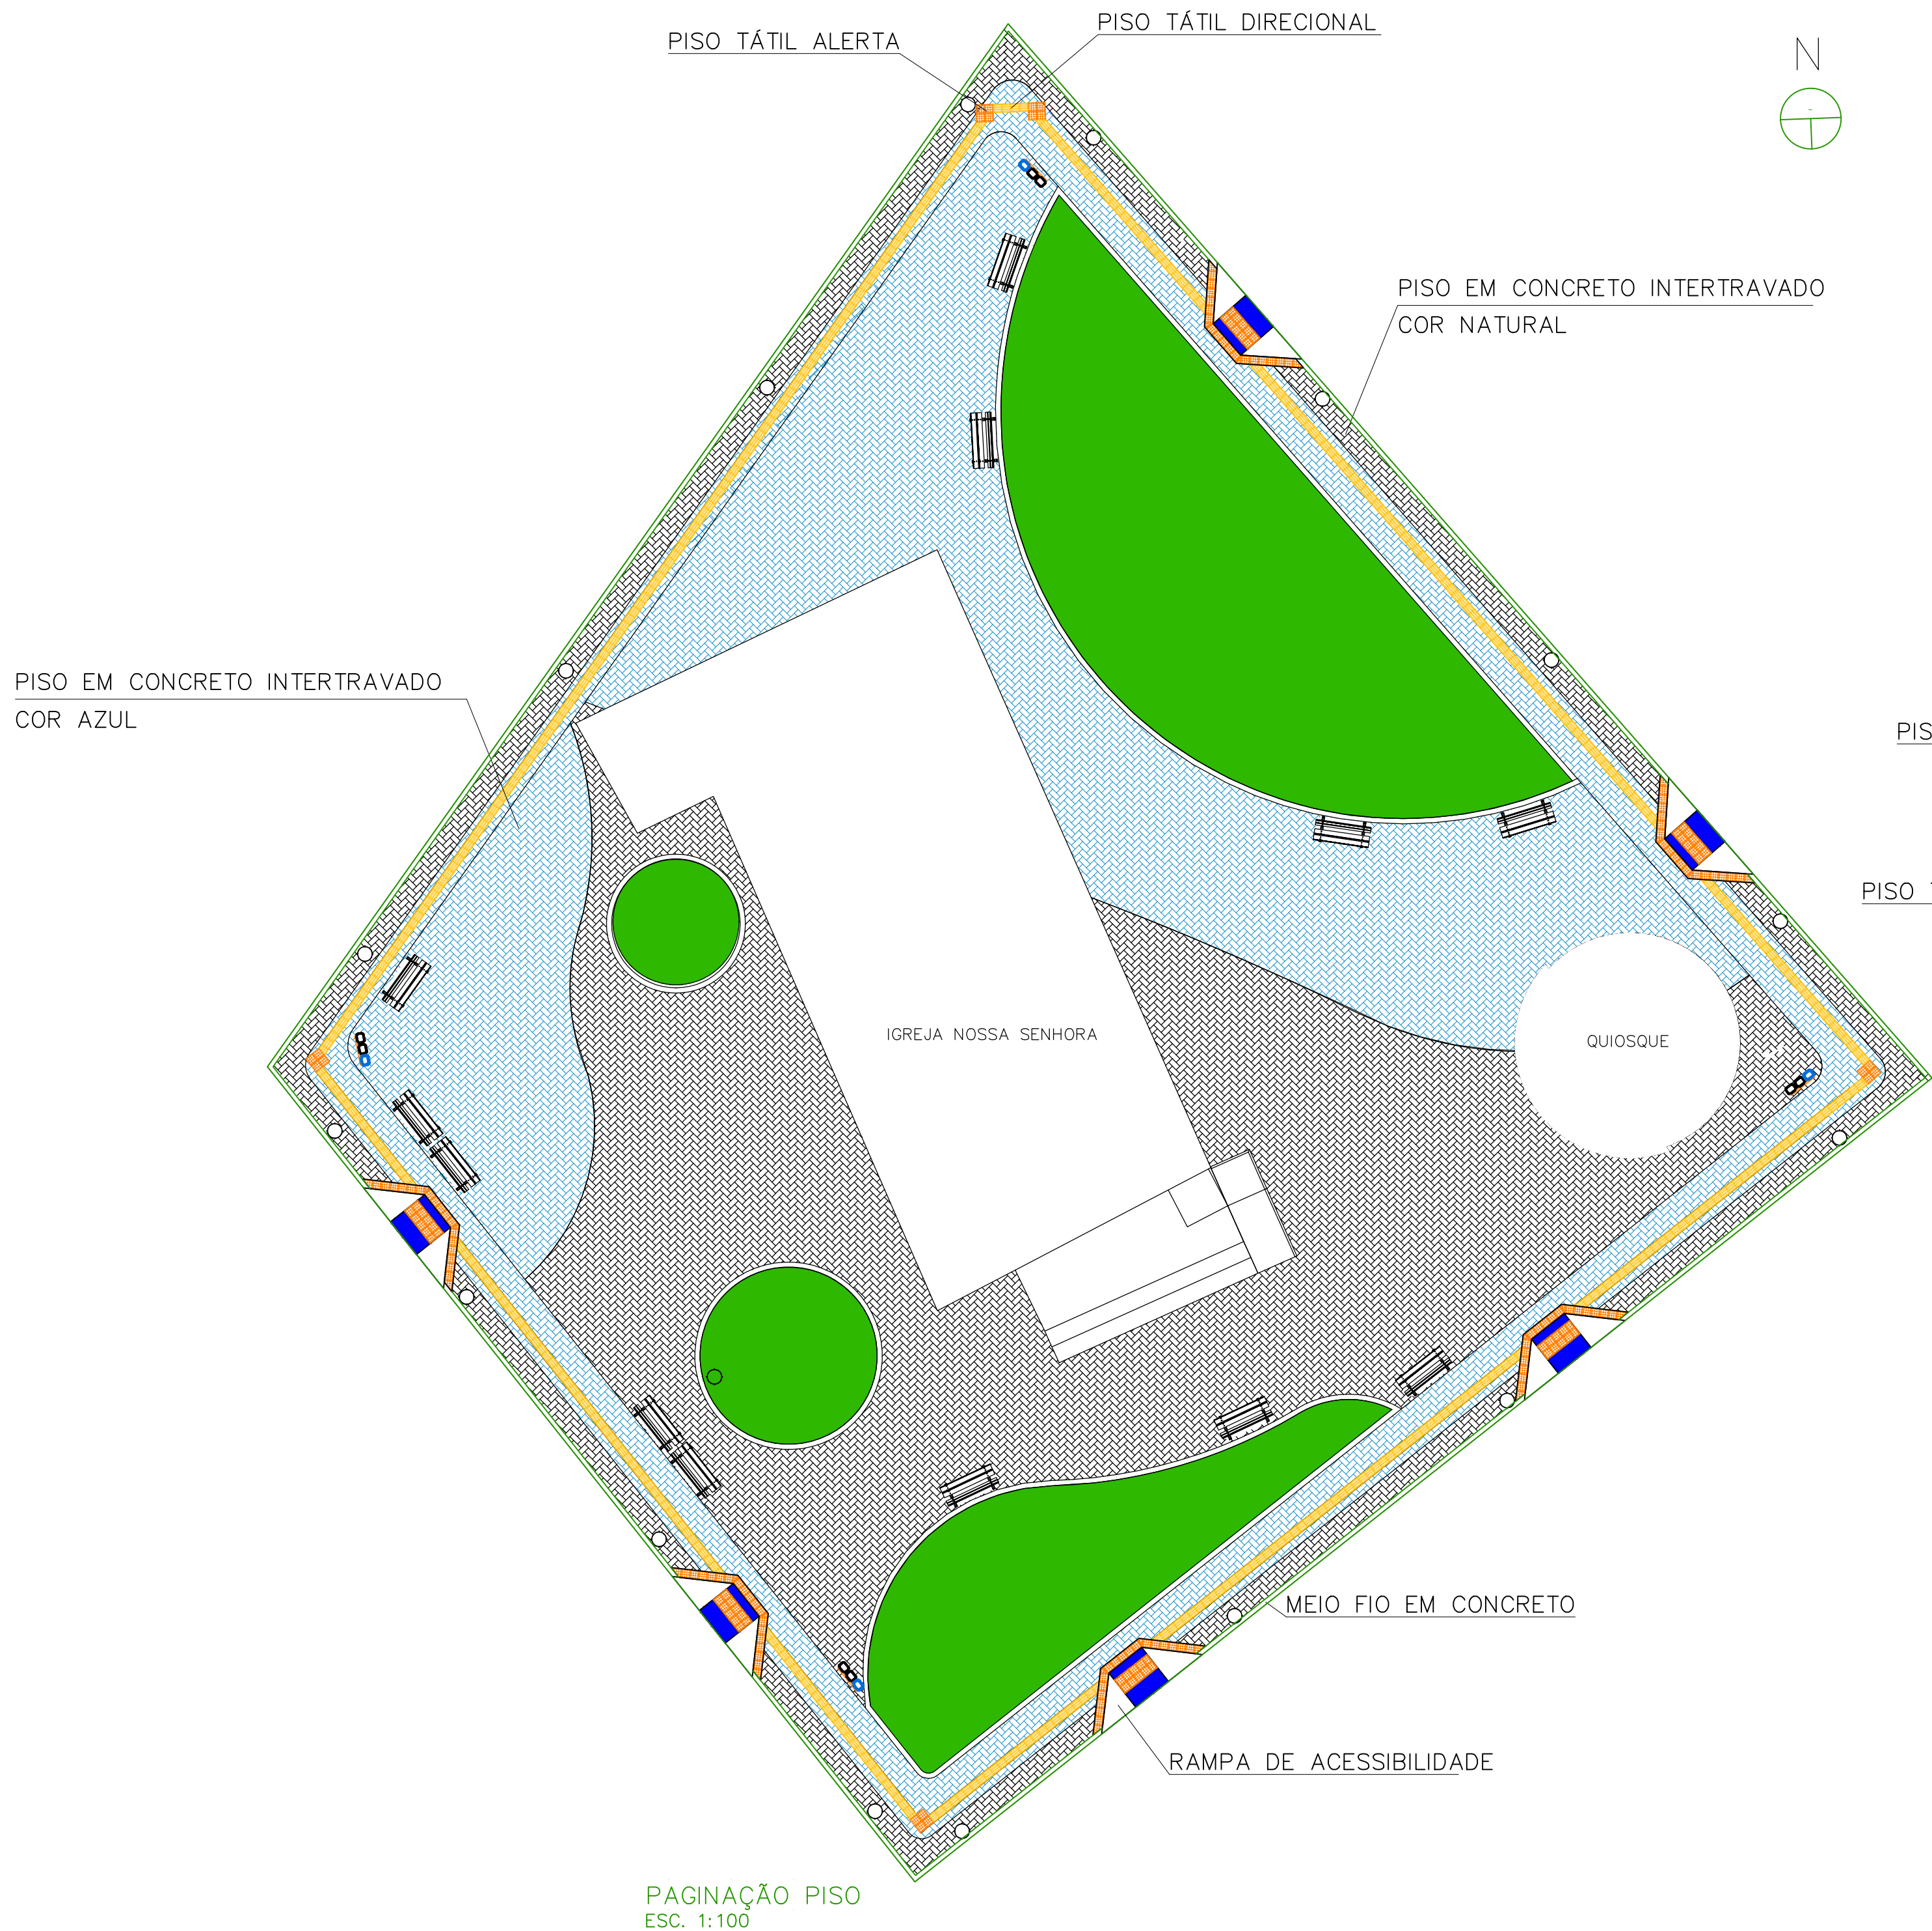 PISO TÁTIL DIRECIONAL
PISO TÁTIL ALERTA
N
PISO EM CONCRETO INTERTRAVADO
COR NATURAL
PISO EM CONCRETO INTERTRAVADO
COR AZUL
PIS
PISO
IGREJA NOSSA SENHORA
QUIOSQUE
MEIO FIO EM CONCRETO
RAMPA DE ACESSIBILIDADE
PAGINAÇÃO PISO
ESC. 1:100